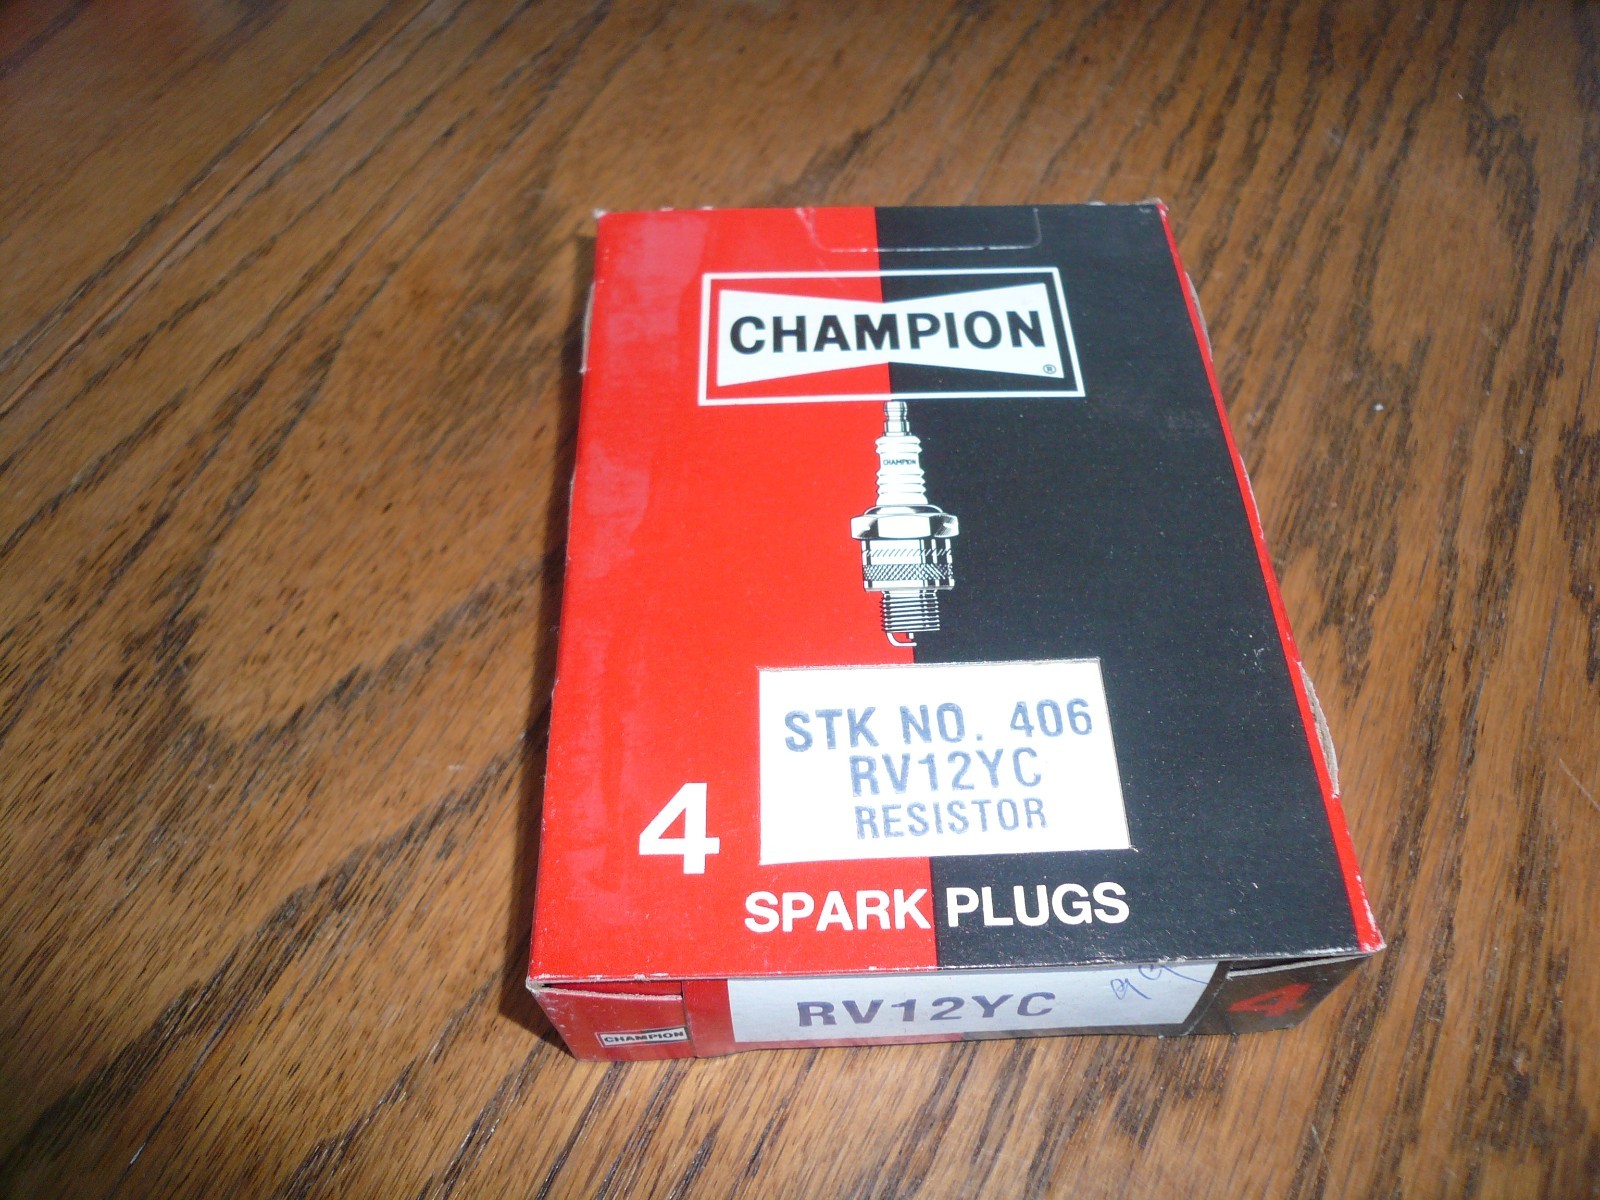 CHAMPION
®
CHAMPION
STK NO. 406
RV12YC
RESISTOR
4
SPARK PLUGS
RV12YC
CHAMPION
4